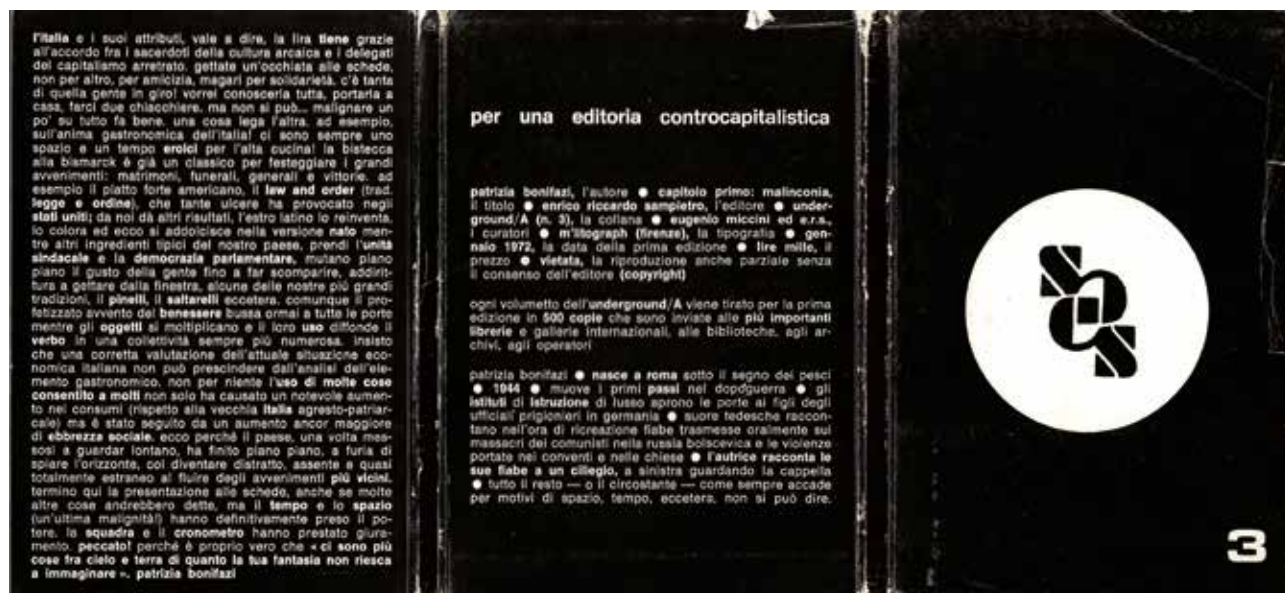 l'italia e i suoi attributi, vale a dire, la lira tiene grazie
all'accordo fra i sacerdoti della cultura arcaica e i delegati
del capitalismo arretrato. gettate un'occhiata alle schede,
non per altro, per amicizia, magari per solidarietà. c'è tanta
di quella gente in giro! vorrei conoscerla tutta, portarla a
casa, farci due chiacchiere. ma non si può... malignare un
po' su tutto fa bene. una cosa lega l'altra. ad esempio,
sull'anima gastronomica dell'italia! ci sono sempre uno
spazio e un tempo eroici per l'alta cucina! la bistecca
alla bismarck è già un classico per festeggiare i grandi
avvenimenti: matrimoni, funerali, generali e vittorie. ad
esempio il piatto forte americano, il law and order (trad.
legge e ordine), che tante ulcere ha provocato negli
stati uniti; da noi dà altri risultati, l'estro latino lo reinventa,
lo colora ed ecco si addolcisce nella versione nato men-
tre altri ingredienti tipici del nostro paese, prendi l'unità
sindacale e la democrazia parlamentare, mutano piano
piano il gusto della gente fino a far scomparire, addirit-
tura a gettare dalla finestra, alcune delle nostre più grandi
tradizioni, il pinelli, il saltarelli eccetera. comunque il pro-
fetizzato avvento del benessere bussa ormai a tutte le porte
mentre gli oggetti si moltiplicano e il loro uso diffonde il
verbo in una collettività sempre più numerosa. insisto
che una corretta valutazione dell'attuale situazione eco-
nomica italiana non può prescindere dall'analisi dell'ele-
mento gastronomico. non per niente l'uso di molte cose
consentito a molti non solo ha causato un notevole aumen-
to nei consumi (rispetto alla vecchia italia agresto-patriar-
cale) ma è stato seguito da un aumento ancor maggiore
di ebbrezza sociale. ecco perché il paese, una volta mes-
sosi a guardar lontano, ha finito piano piano, a furia di
spiare l'orizzonte, col diventare distratto, assente e quasi
totalmente estraneo al fluire degli avvenimenti più vicini.
termino qui la presentazione alle schede, anche se molte
altre cose andrebbero dette, ma il tempo e lo spazio
(un'ultima malignità!) hanno definitivamente preso il po-
tere. la squadra e il cronometro hanno prestato giura-
mento. peccato! perché è proprio vero che « ci sono più
cose fra cielo e terra di quanto la tua fantasia non riesca
a immaginare ». patrizia bonifazi
per una editoria controcapitalistica
patrizia bonifazi, l'autore ● capitolo primo: malinconia,
il titolo ● enrico riccardo sampietro, l'editore ● under-
ground/A (n. 3), la collana ● eugenio miccini ed e.r.s.,
i curatori ● m'litograph (firenze), la tipografia ● gen-
naio 1972, la data della prima edizione ● lire mille, il
prezzo ● vietata, la riproduzione anche parziale senza
il consenso dell'editore (copyright)
ogni volumetto dell'underground/A viene tirato per la prima
edizione in 500 copie che sono inviate alle più importanti
librerie e gallerie internazionali, alle biblioteche, agli ar-
chivi, agli operatori
patrizia bonifazi ● nasce a roma sotto il segno dei pesci
● 1944 ● muove i primi passi nel dopoguerra ● gli
istituti di istruzione di lusso aprono le porte ai figli degli
ufficiali prigionieri in germania ● suore tedesche raccon-
tano nell'ora di ricreazione fiabe trasmesse oralmente sui
massacri dei comunisti nella russia bolscevica e le violenze
portate nei conventi e nelle chiese ● l'autrice racconta le
sue fiabe a un ciliegio, a sinistra guardando la cappella
● tutto il resto — o il circostante — come sempre accade
per motivi di spazio, tempo, eccetera, non si può dire.
3